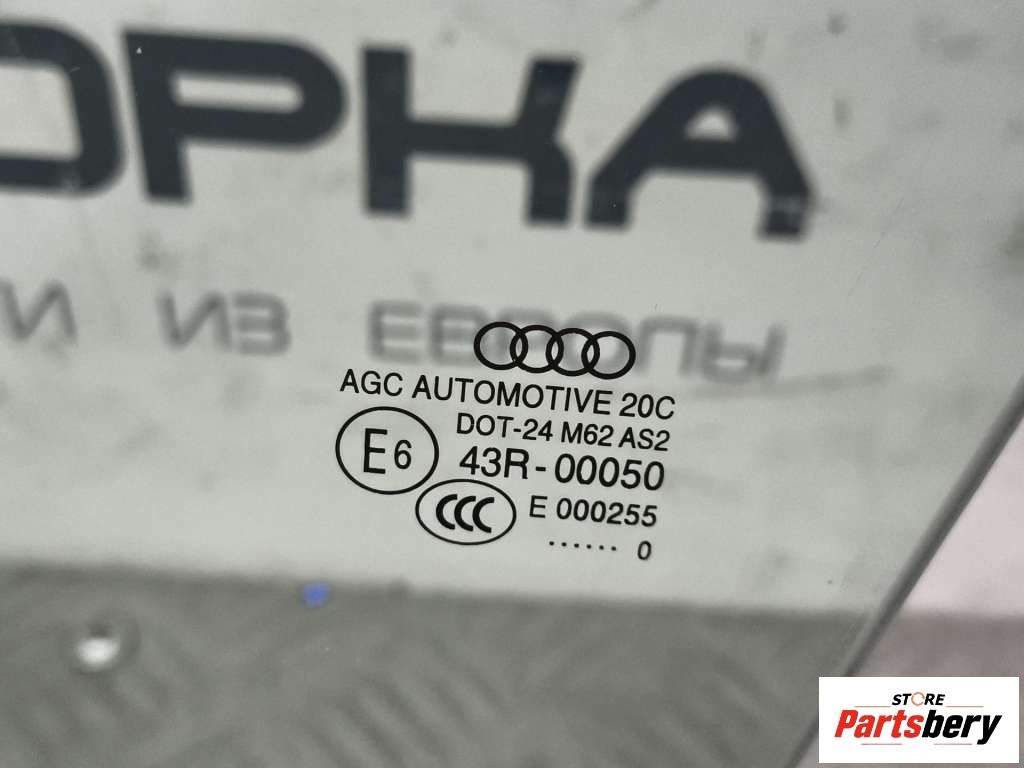 ОРКА
ИЗ ЕВРОПЫ
AGC AUTOMOTIVE 20C
DOT-24 M62 AS2
E6
43R-00050
CCC
E 000255
...... 0
STORE
Partsbery